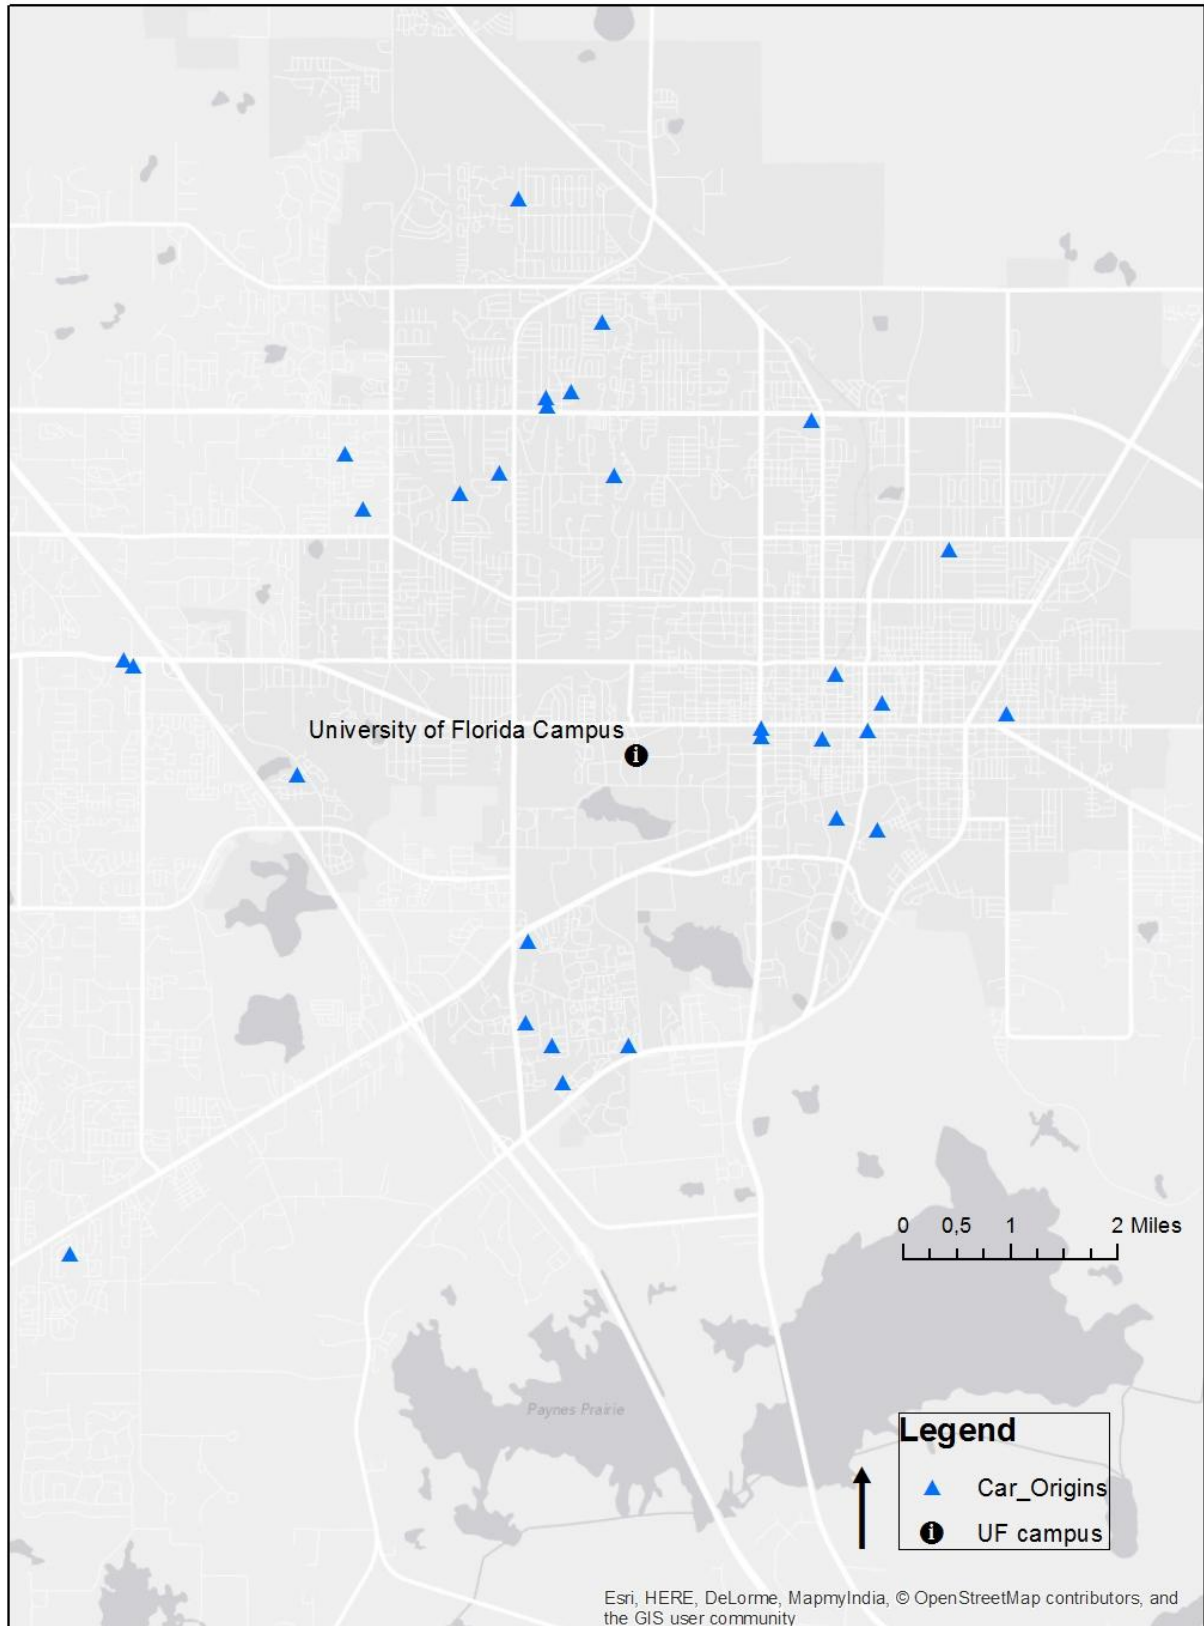 University of Florida Campus
0 0,5 1 2 Miles
Paynes Prairie
Legend
Car_Origins
UF campus
Esri, HERE, DeLorme, MapmyIndia, © OpenStreetMap contributors, and
the GIS user community